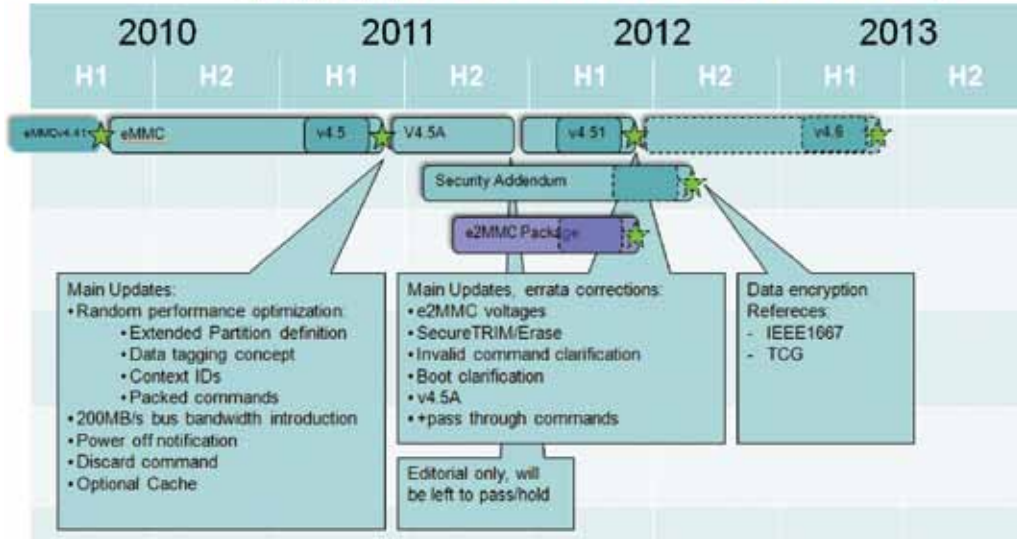 2010 2011 2012 2013
H1 H2 H1 H2 H1 H2 H1 H2
eMMCv4.41 eMMC v4.5 V4.5A v4.51 v4.6
Security Addendum
e2MMC Package
Main Updates:
•Random performance optimization:
•Extended Partition definition
•Data tagging concept
•Context IDs
•Packed commands
•200MB/s bus bandwidth introduction
•Power off notification
•Discard command
•Optional Cache
Main Updates, errata corrections:
•e2MMC voltages
•SecureTRIM/Erase
•Invalid command clarification
•Boot clarification
•v4.5A
•+pass through commands
Editorial only, will
be left to pass/hold
Data encryption
Refereces:
- IEEE1667
- TCG